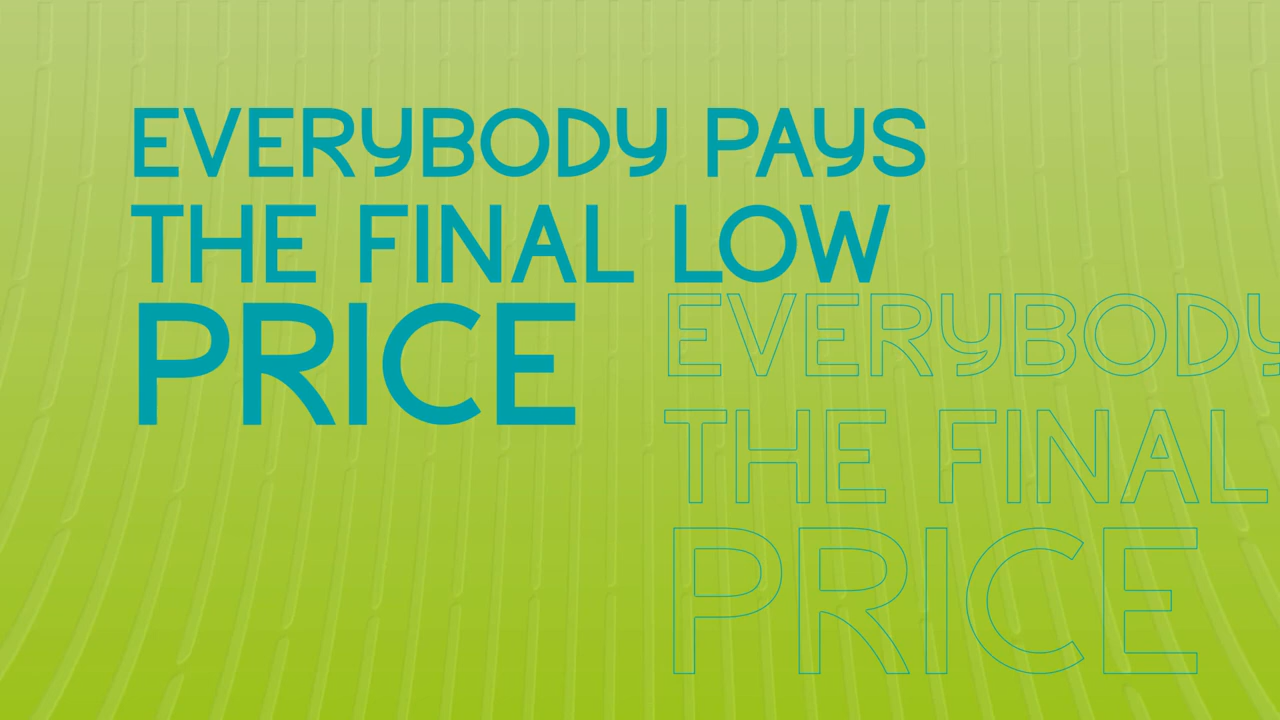 EVERYBODY PAYS
THE FINAL LOW
PRICE
EVERYBODY
THE FINAL
PRICE